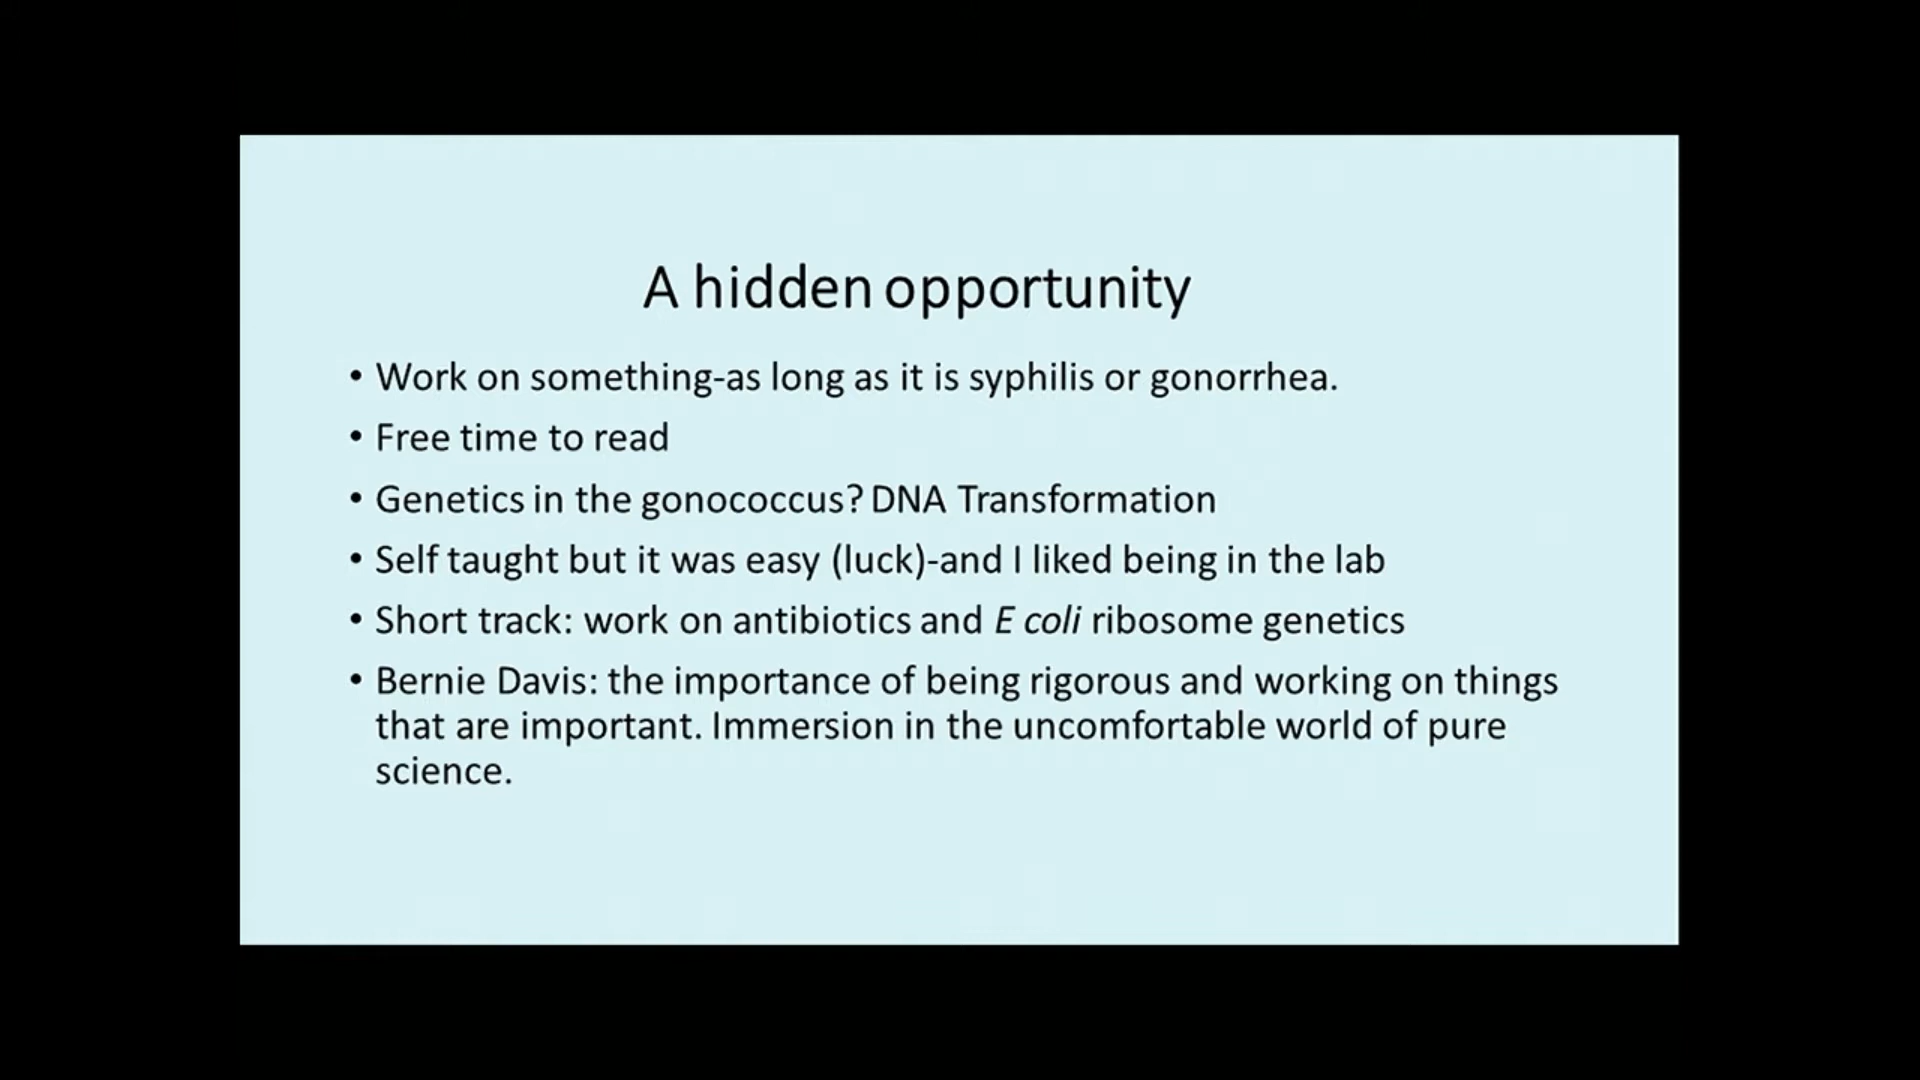 A hidden opportunity
• Work on something-as long as it is syphilis or gonorrhea.
• Free time to read
• Genetics in the gonococcus? DNA Transformation
• Self taught but it was easy (luck)-and I liked being in the lab
• Short track: work on antibiotics and E coli ribosome genetics
• Bernie Davis: the importance of being rigorous and working on things
that are important. Immersion in the uncomfortable world of pure
science.